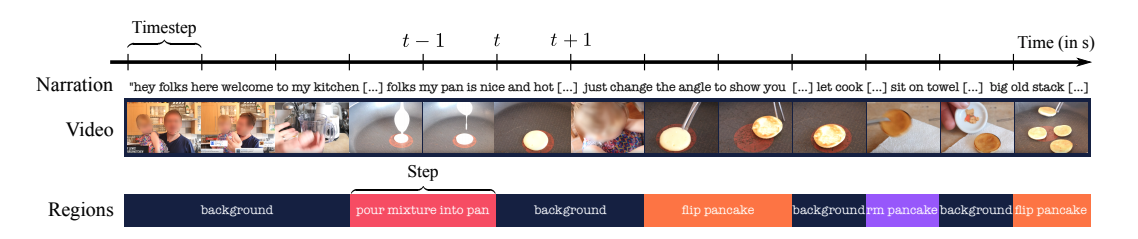 Timestep
t − 1
t
t + 1
Time (in s)
Narration
"hey folks here welcome to my kitchen [...] folks my pan is nice and hot [...] just change the angle to show you [...] let cook [...] sit on towel [...] big old stack [...]
Video
Step
Regions
background
pour mixture into pan
background
flip pancake
background
rm pancake
background
flip pancake